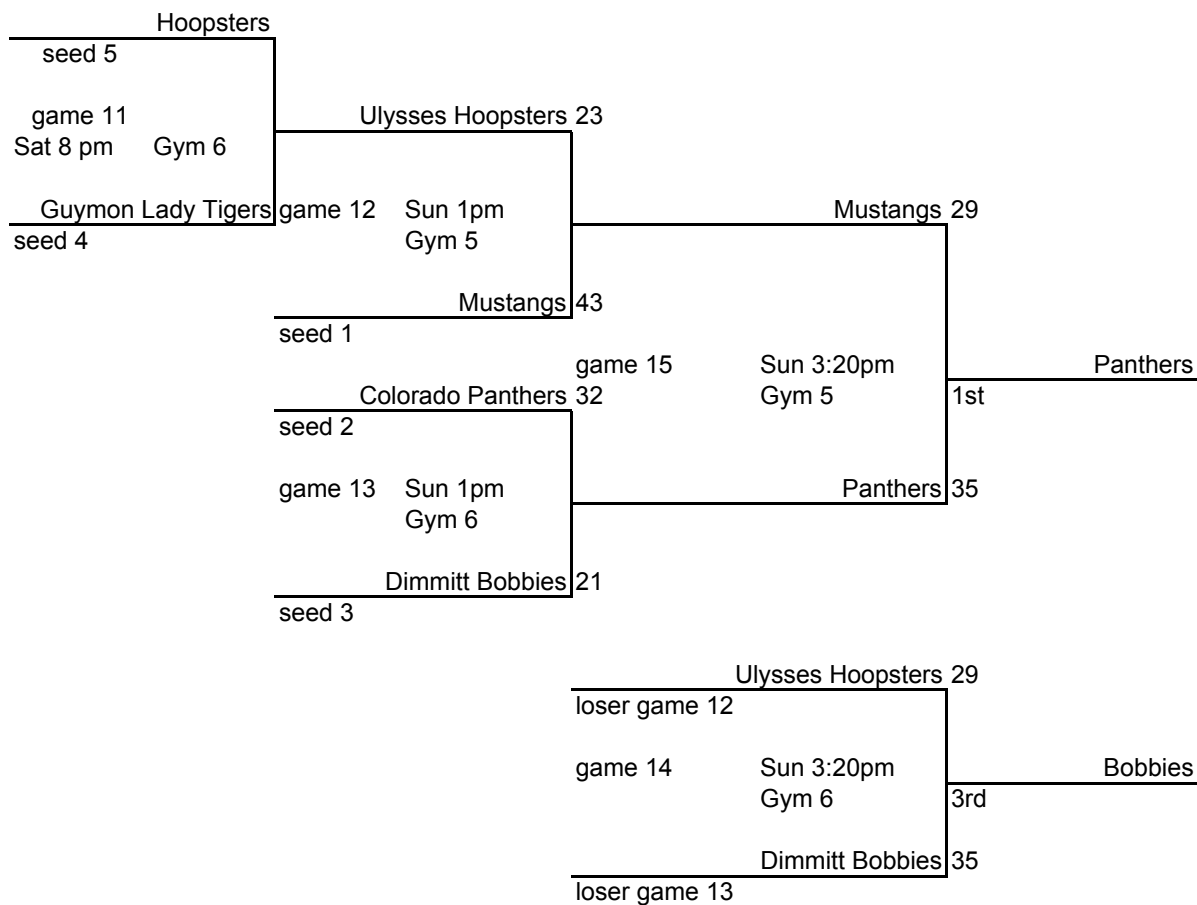 Hoopsters
seed 5
game 11
Ulysses Hoopsters 23
Sat 8 pm Gym 6
Guymon Lady Tigers game 12 Sun 1pm Mustangs 29
seed 4 Gym 5
Mustangs 43
seed 1
game 15 Sun 3:20pm Panthers
Colorado Panthers 32 Gym 5 1st
seed 2
game 13 Sun 1pm Panthers 35
Gym 6
Dimmitt Bobbies 21
seed 3
Ulysses Hoopsters 29
loser game 12
game 14 Sun 3:20pm Bobbies
Gym 6 3rd
Dimmitt Bobbies 35
loser game 13